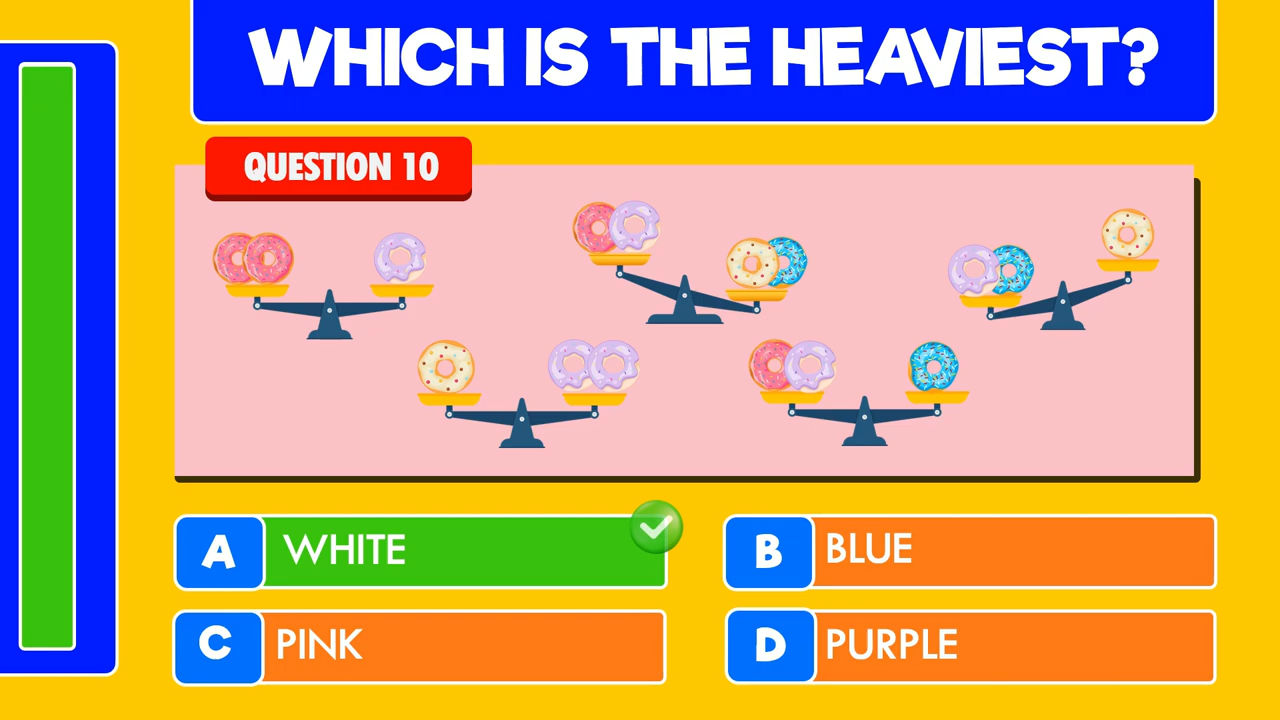 WHICH IS THE HEAVIEST?
QUESTION 10
A WHITE
B BLUE
C PINK
D PURPLE